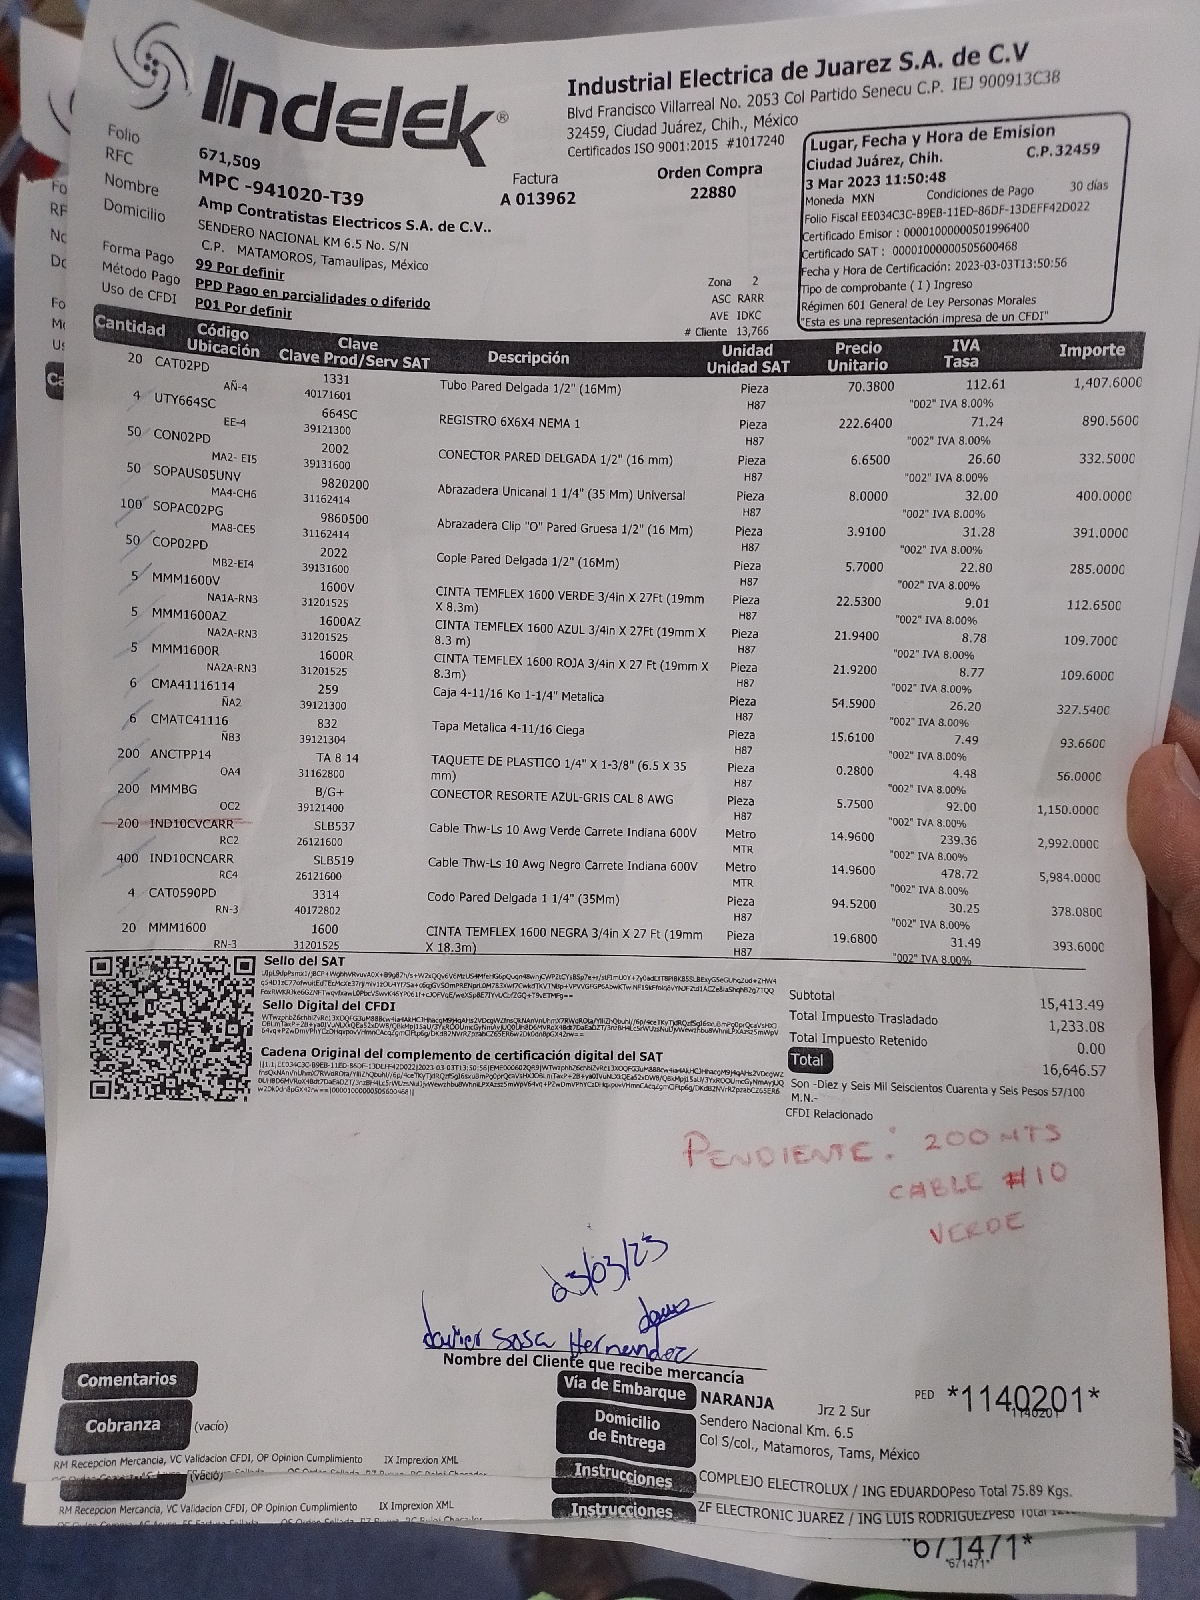 Indelek®
Industrial Electrica de Juarez S.A. de C.V
Blvd Francisco Villarreal No. 2053 Col Partido Senecu C.P. IEJ 900913C38
32459, Ciudad Juárez, Chih., México
Certificados ISO 9001:2015 #1017240
Folio 671,509
RFC MPC -941020-T39
Nombre Amp Contratistas Electricos S.A. de C.V..
Domicilio SENDERO NACIONAL KM 6.5 No. S/N
C.P. MATAMOROS, Tamaulipas, México
Forma Pago 99 Por definir
Método Pago PPD Pago en parcialidades o diferido
Uso de CFDI P01 Por definir
Factura
A 013962
Orden Compra
22880
Zona 2
ASC RARR
AVE IDKC
# Cliente 13,766
Lugar, Fecha y Hora de Emision
Ciudad Juárez, Chih. C.P.32459
3 Mar 2023 11:50:48
Moneda MXN Condiciones de Pago 30 días
Folio Fiscal EE034C3C-B9EB-11ED-86DF-13DEFF42D022
Certificado Emisor : 00001000000501996400
Certificado SAT : 00001000000505600468
Fecha y Hora de Certificación: 2023-03-03T13:50:56
Tipo de comprobante ( I ) Ingreso
Régimen 601 General de Ley Personas Morales
"Esta es una representación impresa de un CFDI"
Cantidad Código Ubicación Clave Clave Prod/Serv SAT Descripción Unidad Unidad SAT Precio Unitario IVA Tasa Importe
20 CAT02PD 1331 Tubo Pared Delgada 1/2" (16Mm) Pieza 70.3800 112.61 1,407.6000
AÑ-4 40171601 H87 "002" IVA 8.00%
4 UTY664SC 664SC REGISTRO 6X6X4 NEMA 1 Pieza 222.6400 71.24 890.5600
EE-4 39121300 H87 "002" IVA 8.00%
50 CON02PD 2002 CONECTOR PARED DELGADA 1/2" (16 mm) Pieza 6.6500 26.60 332.5000
MA2- EI5 39131600 H87 "002" IVA 8.00%
50 SOPAUS05UNV 9820200 Abrazadera Unicanal 1 1/4" (35 Mm) Universal Pieza 8.0000 32.00 400.0000
MA4-CH6 31162414 H87 "002" IVA 8.00%
100 SOPAC02PG 9860500 Abrazadera Clip "O" Pared Gruesa 1/2" (16 Mm) Pieza 3.9100 31.28 391.0000
MA8-CE5 31162414 H87 "002" IVA 8.00%
50 COP02PD 2022 Cople Pared Delgada 1/2" (16Mm) Pieza 5.7000 22.80 285.0000
MB2-EI4 39131600 H87 "002" IVA 8.00%
5 MMM1600V 1600V CINTA TEMFLEX 1600 VERDE 3/4in X 27Ft (19mm X 8.3m) Pieza 22.5300 9.01 112.6500
NA1A-RN3 31201525 H87 "002" IVA 8.00%
5 MMM1600AZ 1600AZ CINTA TEMFLEX 1600 AZUL 3/4in X 27Ft (19mm X 8.3 m) Pieza 21.9400 8.78 109.7000
NA2A-RN3 31201525 H87 "002" IVA 8.00%
5 MMM1600R 1600R CINTA TEMFLEX 1600 ROJA 3/4in X 27 Ft (19mm X 8.3m) Pieza 21.9200 8.77 109.6000
NA2A-RN3 31201525 H87 "002" IVA 8.00%
6 CMA41116114 259 Caja 4-11/16 Ko 1-1/4" Metalica Pieza 54.5900 26.20 327.5400
ÑA2 39121300 H87 "002" IVA 8.00%
6 CMATC41116 832 Tapa Metalica 4-11/16 Ciega Pieza 15.6100 7.49 93.6600
ÑB3 39121304 H87 "002" IVA 8.00%
200 ANCTPP14 TA 8 14 TAQUETE DE PLASTICO 1/4" X 1-3/8" (6.5 X 35 mm) Pieza 0.2800 4.48 56.0000
OA4 31162800 H87 "002" IVA 8.00%
200 MMMBG B/G+ CONECTOR RESORTE AZUL-GRIS CAL 8 AWG Pieza 5.7500 92.00 1,150.0000
OC2 39121400 H87 "002" IVA 8.00%
200 IND10CVCARR SLB537 Cable Thw-Ls 10 Awg Verde Carrete Indiana 600V Metro 14.9600 239.36 2,992.0000
RC2 26121600 MTR "002" IVA 8.00%
400 IND10CNCARR SLB519 Cable Thw-Ls 10 Awg Negro Carrete Indiana 600V Metro 14.9600 478.72 5,984.0000
RC4 26121600 MTR "002" IVA 8.00%
4 CAT0590PD 3314 Codo Pared Delgada 1 1/4" (35Mm) Pieza 94.5200 30.25 378.0800
RN-3 40172802 H87 "002" IVA 8.00%
20 MMM1600 1600 CINTA TEMFLEX 1600 NEGRA 3/4in X 27 Ft (19mm X 18.3m) Pieza 19.6800 31.49 393.6000
RN-3 31201525 H87 "002" IVA 8.00%
Sello del SAT
Sello Digital del CFDI
Cadena Original del complemento de certificación digital del SAT
Subtotal 15,413.49
Total Impuesto Trasladado 1,233.08
Total Impuesto Retenido 0.00
Total 16,646.57
Son -Diez y Seis Mil Seiscientos Cuarenta y Seis Pesos 57/100
M.N.-
CFDI Relacionado
PENDIENTE: 200 MTS
CABLE #10
VERDE
03/03/23
Javier Sosa Hernandez
Nombre del Cliente que recibe mercancía
Comentarios
Cobranza (vacío)
Vía de Embarque NARANJA Jrz 2 Sur
PED *1140201*
1140201
Domicilio de Entrega Sendero Nacional Km. 6.5
Col S/col., Matamoros, Tams, México
RM Recepcion Mercancia, VC Validacion CFDI, OP Opinion Cumplimiento IX Imprexion XML
Instrucciones COMPLEJO ELECTROLUX / ING EDUARDOPeso Total 75.89 Kgs.
(vacío)
RM Recepcion Mercancia, VC Validacion CFDI, OP Opinion Cumplimiento IX Imprexion XML
Instrucciones ZF ELECTRONIC JUAREZ / ING LUIS RODRIGUEZPeso Total
*671471*
*671471*